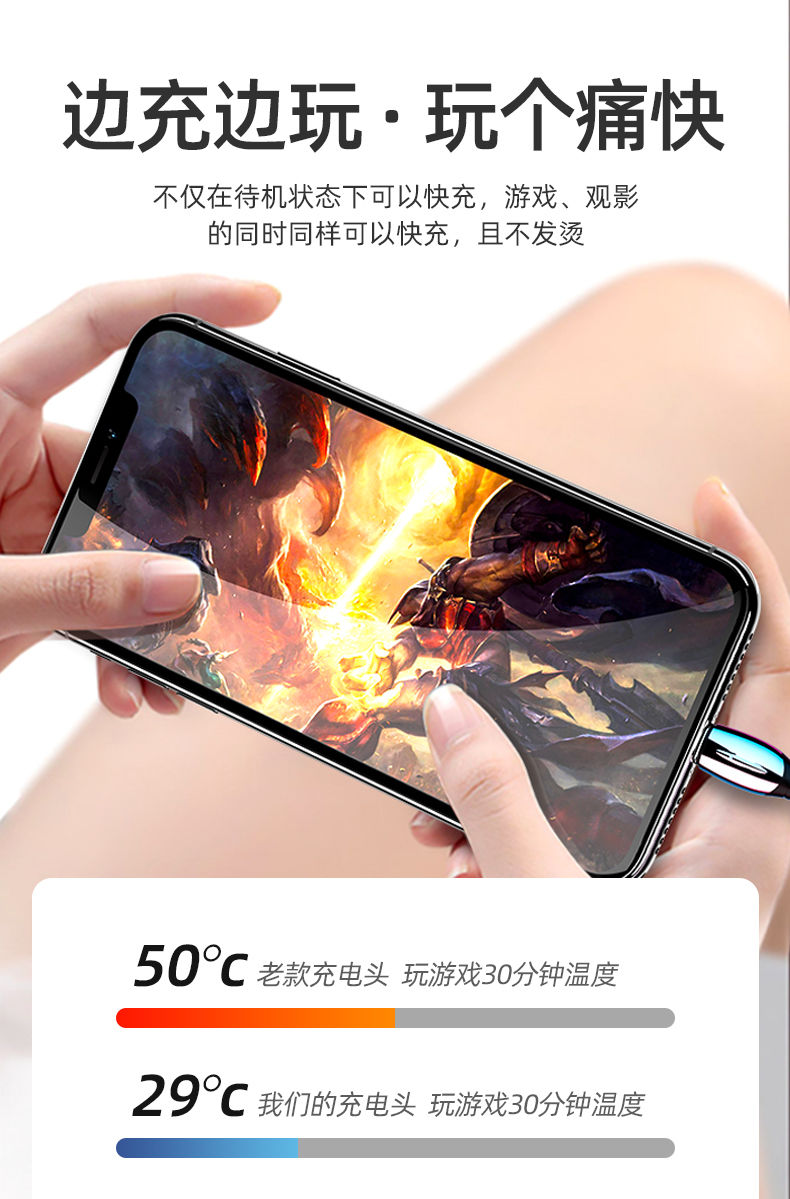 边充边玩·玩个痛快
不仅在待机状态下可以快充，游戏、观影
的同时同样可以快充，且不发烫
50°C 老款充电头 玩游戏30分钟温度
29°C 我们的充电头 玩游戏30分钟温度